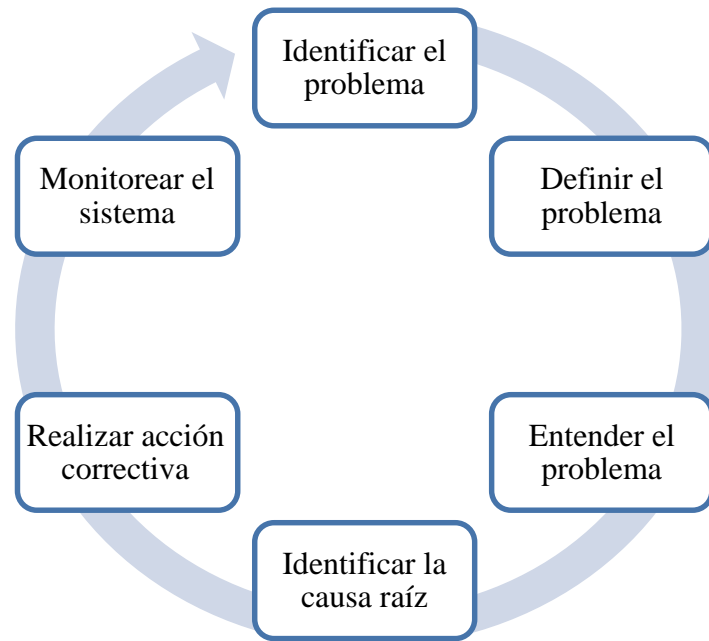 Identificar el
problema
Definir el
problema
Entender el
problema
Identificar la
causa raíz
Realizar acción
correctiva
Monitorear el
sistema